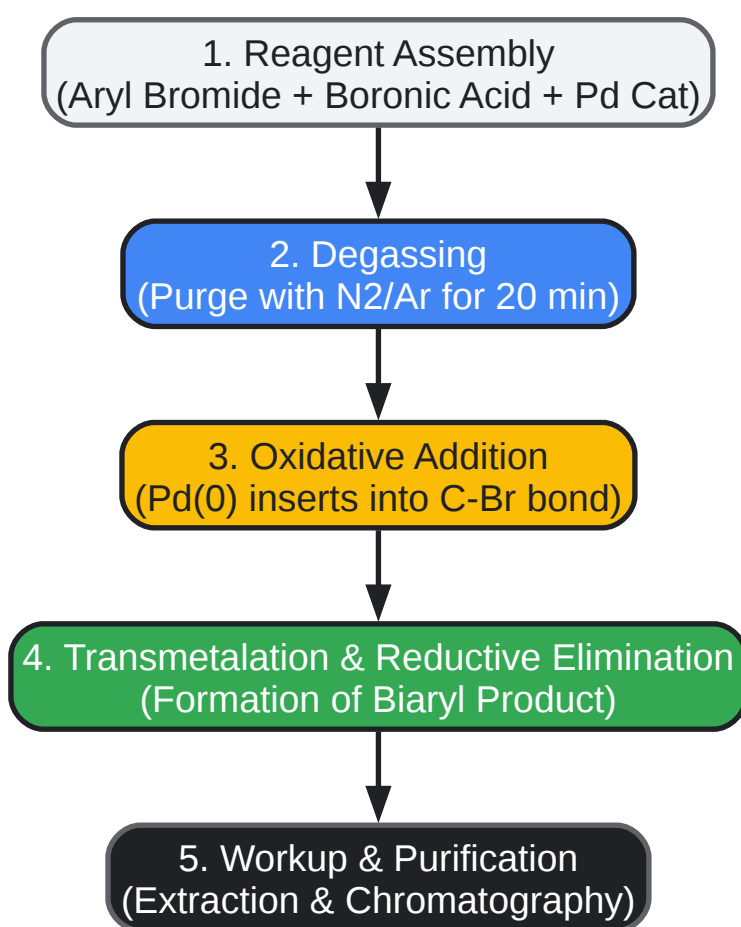 1. Reagent Assembly
(Aryl Bromide + Boronic Acid + Pd Cat)
2. Degassing
(Purge with N2/Ar for 20 min)
3. Oxidative Addition
(Pd(0) inserts into C-Br bond)
4. Transmetalation & Reductive Elimination
(Formation of Biaryl Product)
5. Workup & Purification
(Extraction & Chromatography)